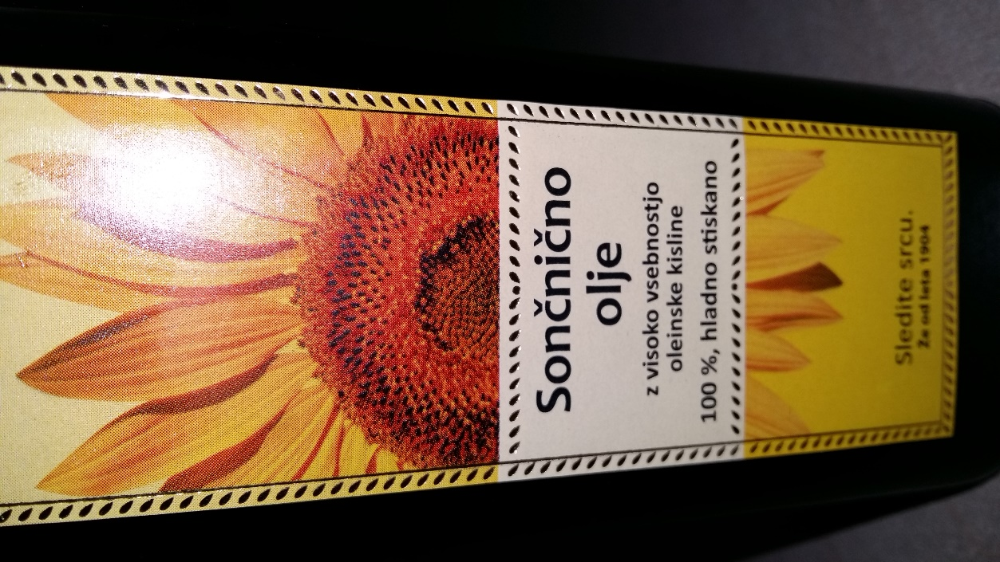 Sončnično
olje
z visoko vsebnostjo
oleinske kisline
100 %, hladno stiskano
Sledite srcu.
Že od leta 1904